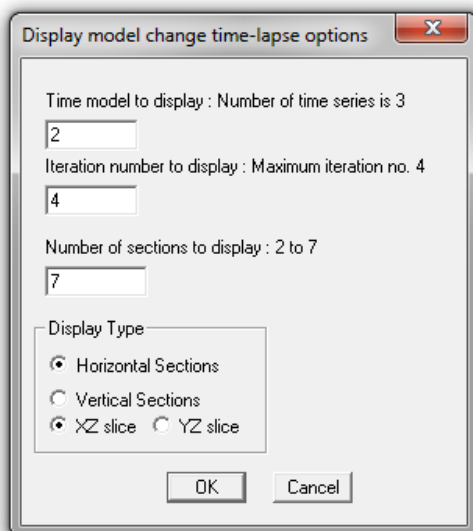 Display model change time-lapse options
Time model to display : Number of time series is 3
2
Iteration number to display : Maximum iteration no. 4
4
Number of sections to display : 2 to 7
7
Display Type
Horizontal Sections
Vertical Sections
XZ slice YZ slice
OK Cancel